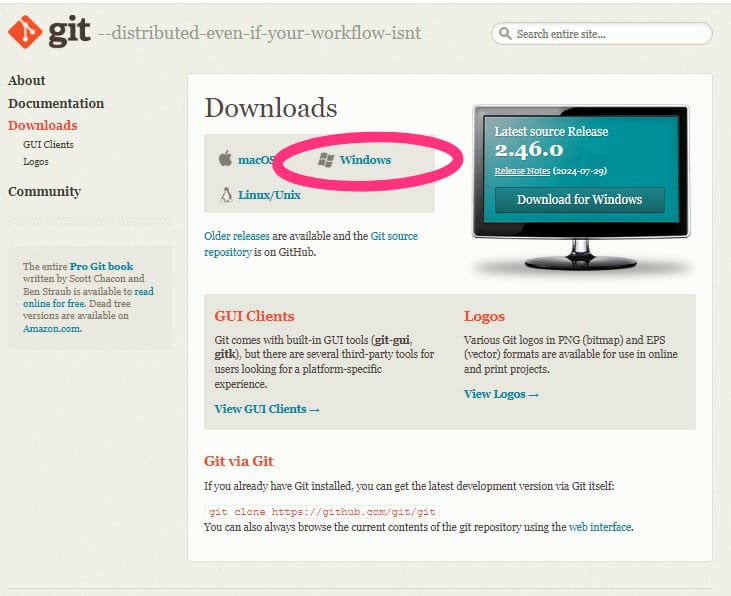 git --distributed-even-if-your-workflow-isnt
Search entire site...
About
Documentation
Downloads
GUI Clients
Logos
Community
The entire Pro Git book
written by Scott Chacon and
Ben Straub is available to read
online for free. Dead tree
versions are available on
Amazon.com.
Downloads
macOS
Windows
Linux/Unix
Older releases are available and the Git source
repository is on GitHub.
Latest source Release
2.46.0
Release Notes (2024-07-29)
Download for Windows
GUI Clients
Git comes with built-in GUI tools (git-gui,
gitk), but there are several third-party tools for
users looking for a platform-specific
experience.
View GUI Clients →
Logos
Various Git logos in PNG (bitmap) and EPS
(vector) formats are available for use in online
and print projects.
View Logos →
Git via Git
If you already have Git installed, you can get the latest development version via Git itself:
git clone https://github.com/git/git
You can also always browse the current contents of the git repository using the web interface.